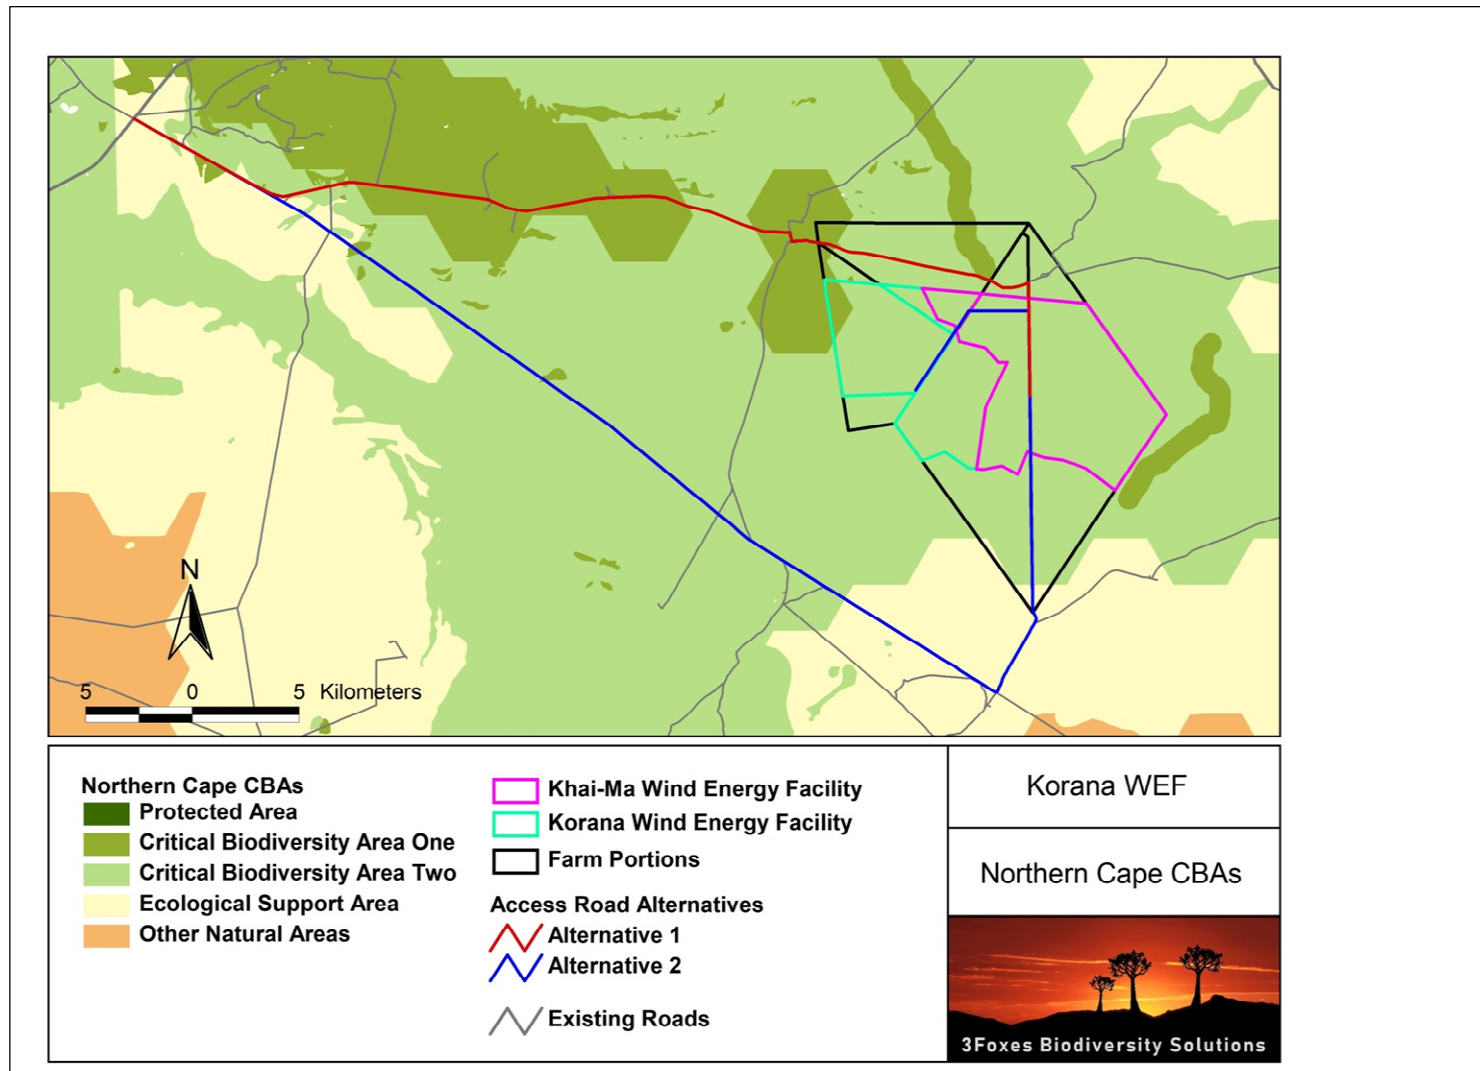 N
5 0 5 Kilometers
Northern Cape CBAs
Protected Area
Critical Biodiversity Area One
Critical Biodiversity Area Two
Ecological Support Area
Other Natural Areas
Khai-Ma Wind Energy Facility
Korana Wind Energy Facility
Farm Portions
Access Road Alternatives
Alternative 1
Alternative 2
Existing Roads
Korana WEF
Northern Cape CBAs
3Foxes Biodiversity Solutions